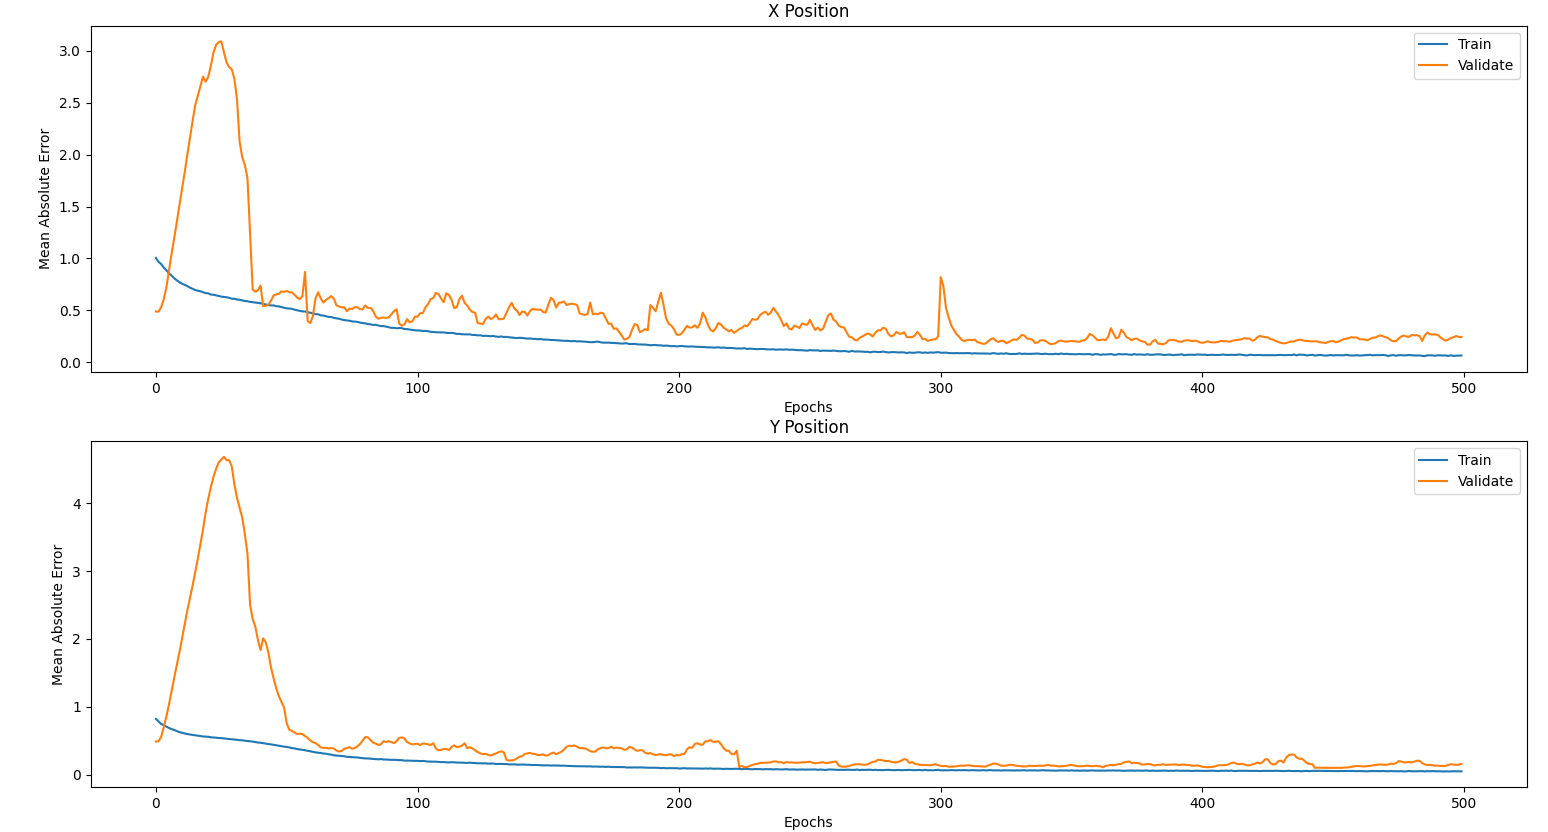 X Position
Mean Absolute Error
3.0
2.5
2.0
1.5
1.0
0.5
0.0
Train
Validate
0 100 200 300 400 500
Epochs
Y Position
Mean Absolute Error
4
3
2
1
0
Train
Validate
0 100 200 300 400 500
Epochs